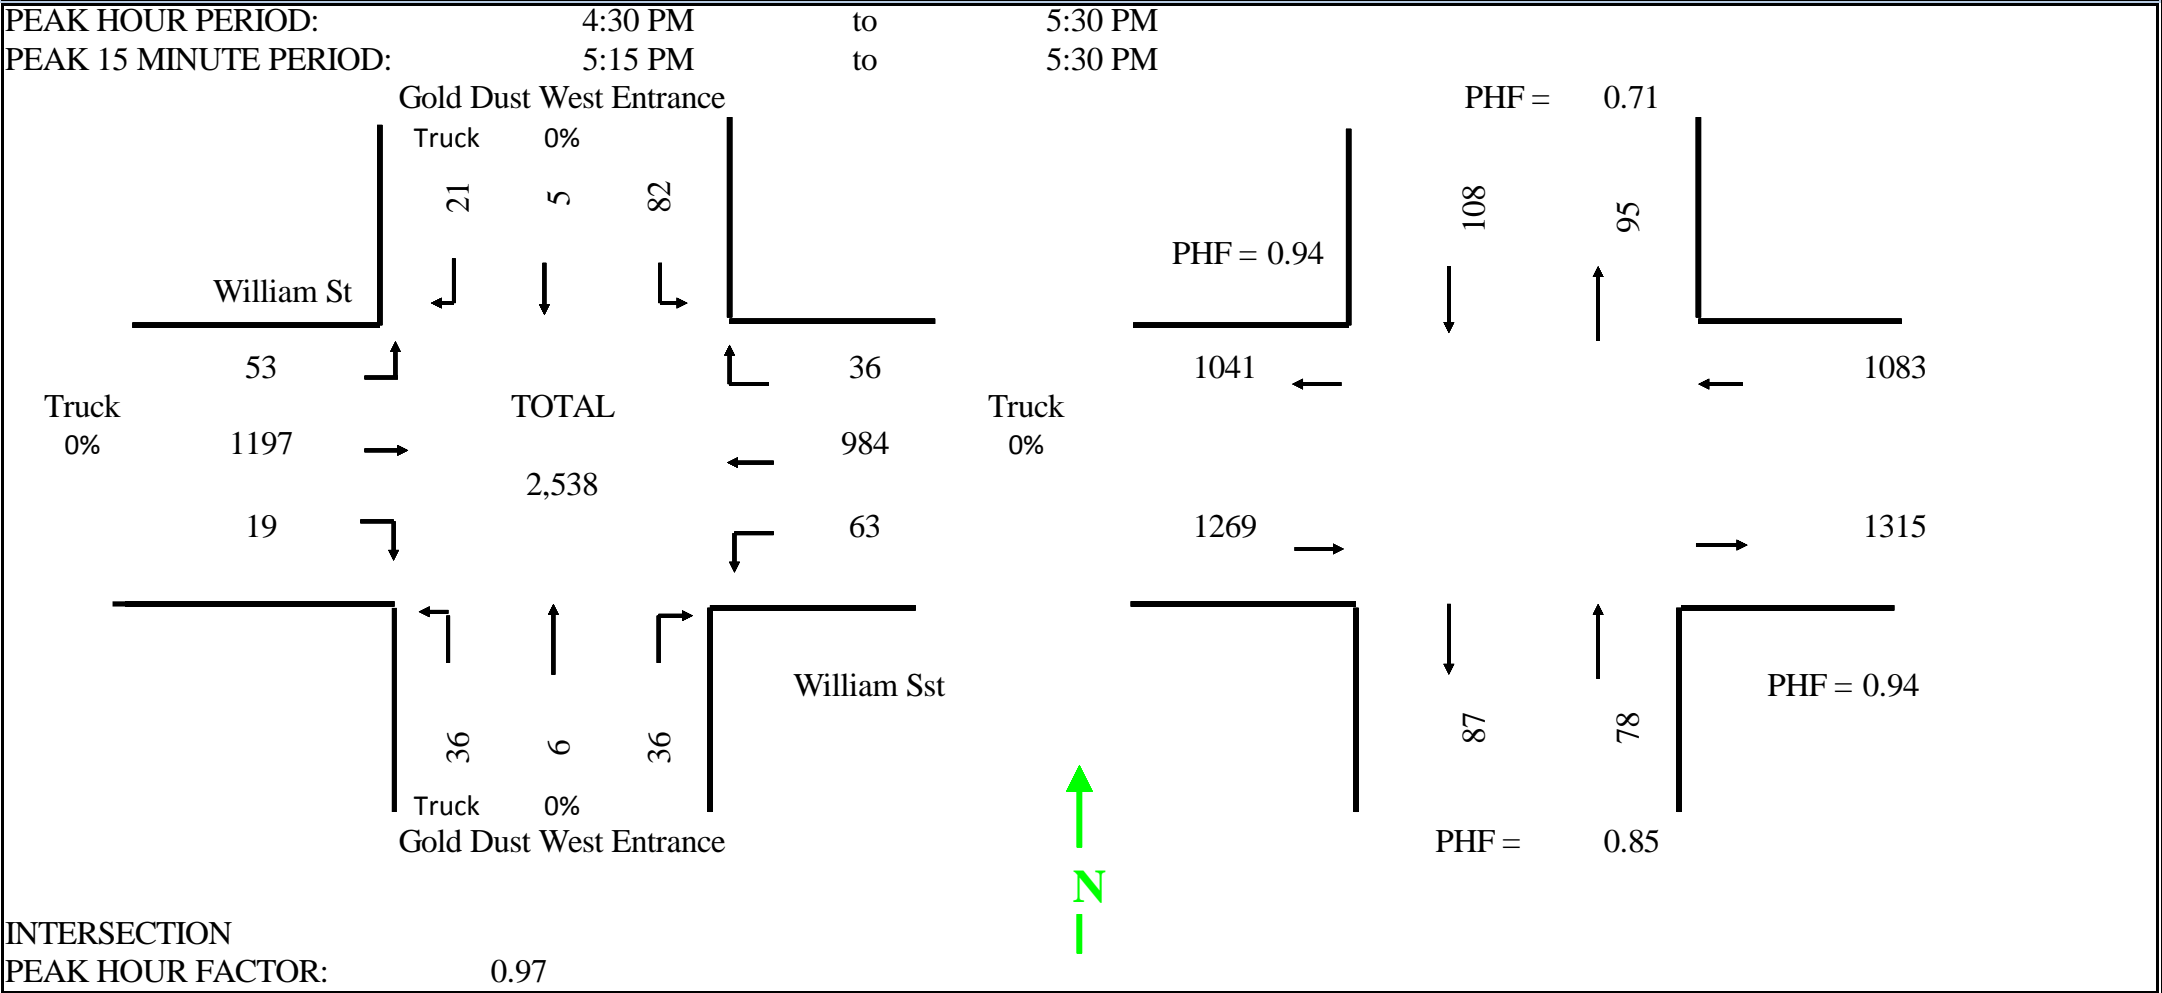 PEAK HOUR PERIOD: 4:30 PM to 5:30 PM
PEAK 15 MINUTE PERIOD: 5:15 PM to 5:30 PM
Gold Dust West Entrance PHF = 0.71
Truck 0%
21 5 82 108 95
PHF = 0.94
William St
53 36 1041 1083
Truck TOTAL Truck
0% 1197 984 0%
2,538
19 63 1269 1315
William Sst PHF = 0.94
36 6 36 87 78
Truck 0%
Gold Dust West Entrance PHF = 0.85
N
INTERSECTION
PEAK HOUR FACTOR: 0.97